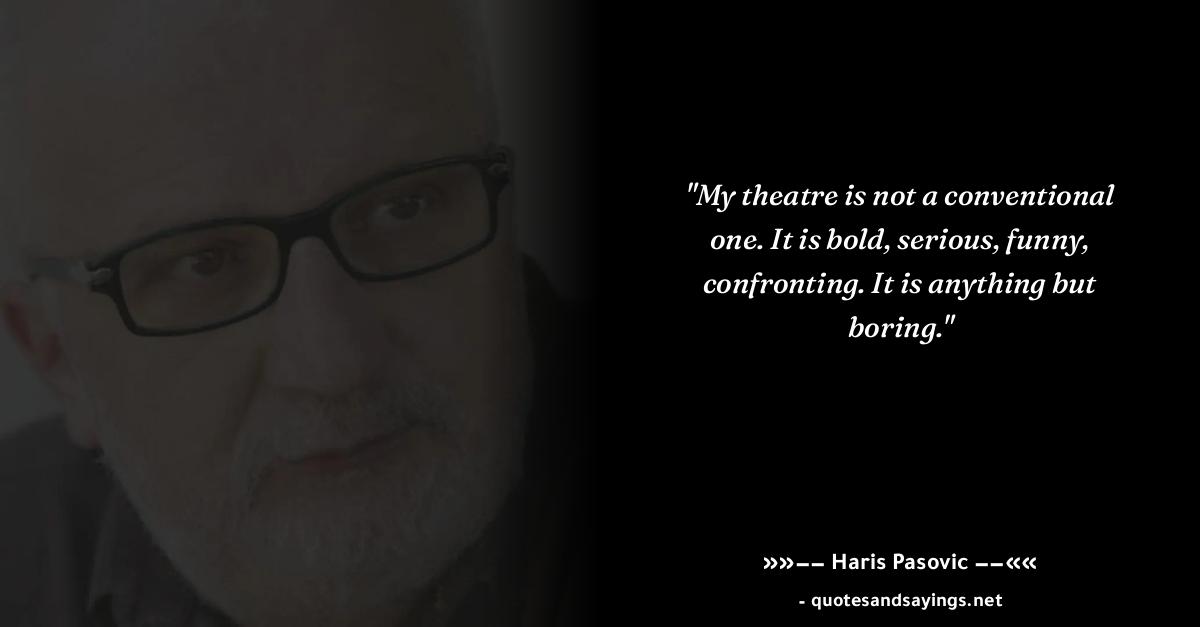 "My theatre is not a conventional
one. It is bold, serious, funny,
confronting. It is anything but
boring."
»»−− Haris Pasovic −−««
- quotesandsayings.net